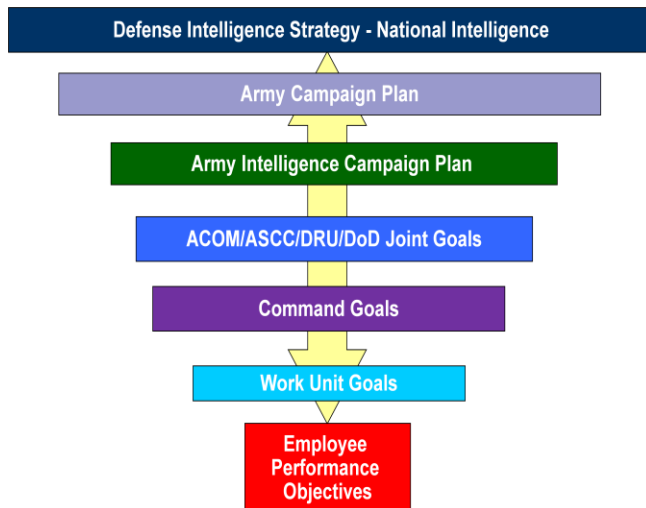 Defense Intelligence Strategy - National Intelligence
Army Campaign Plan
Army Intelligence Campaign Plan
ACOM/ASCC/DRU/DoD Joint Goals
Command Goals
Work Unit Goals
Employee
Performance
Objectives